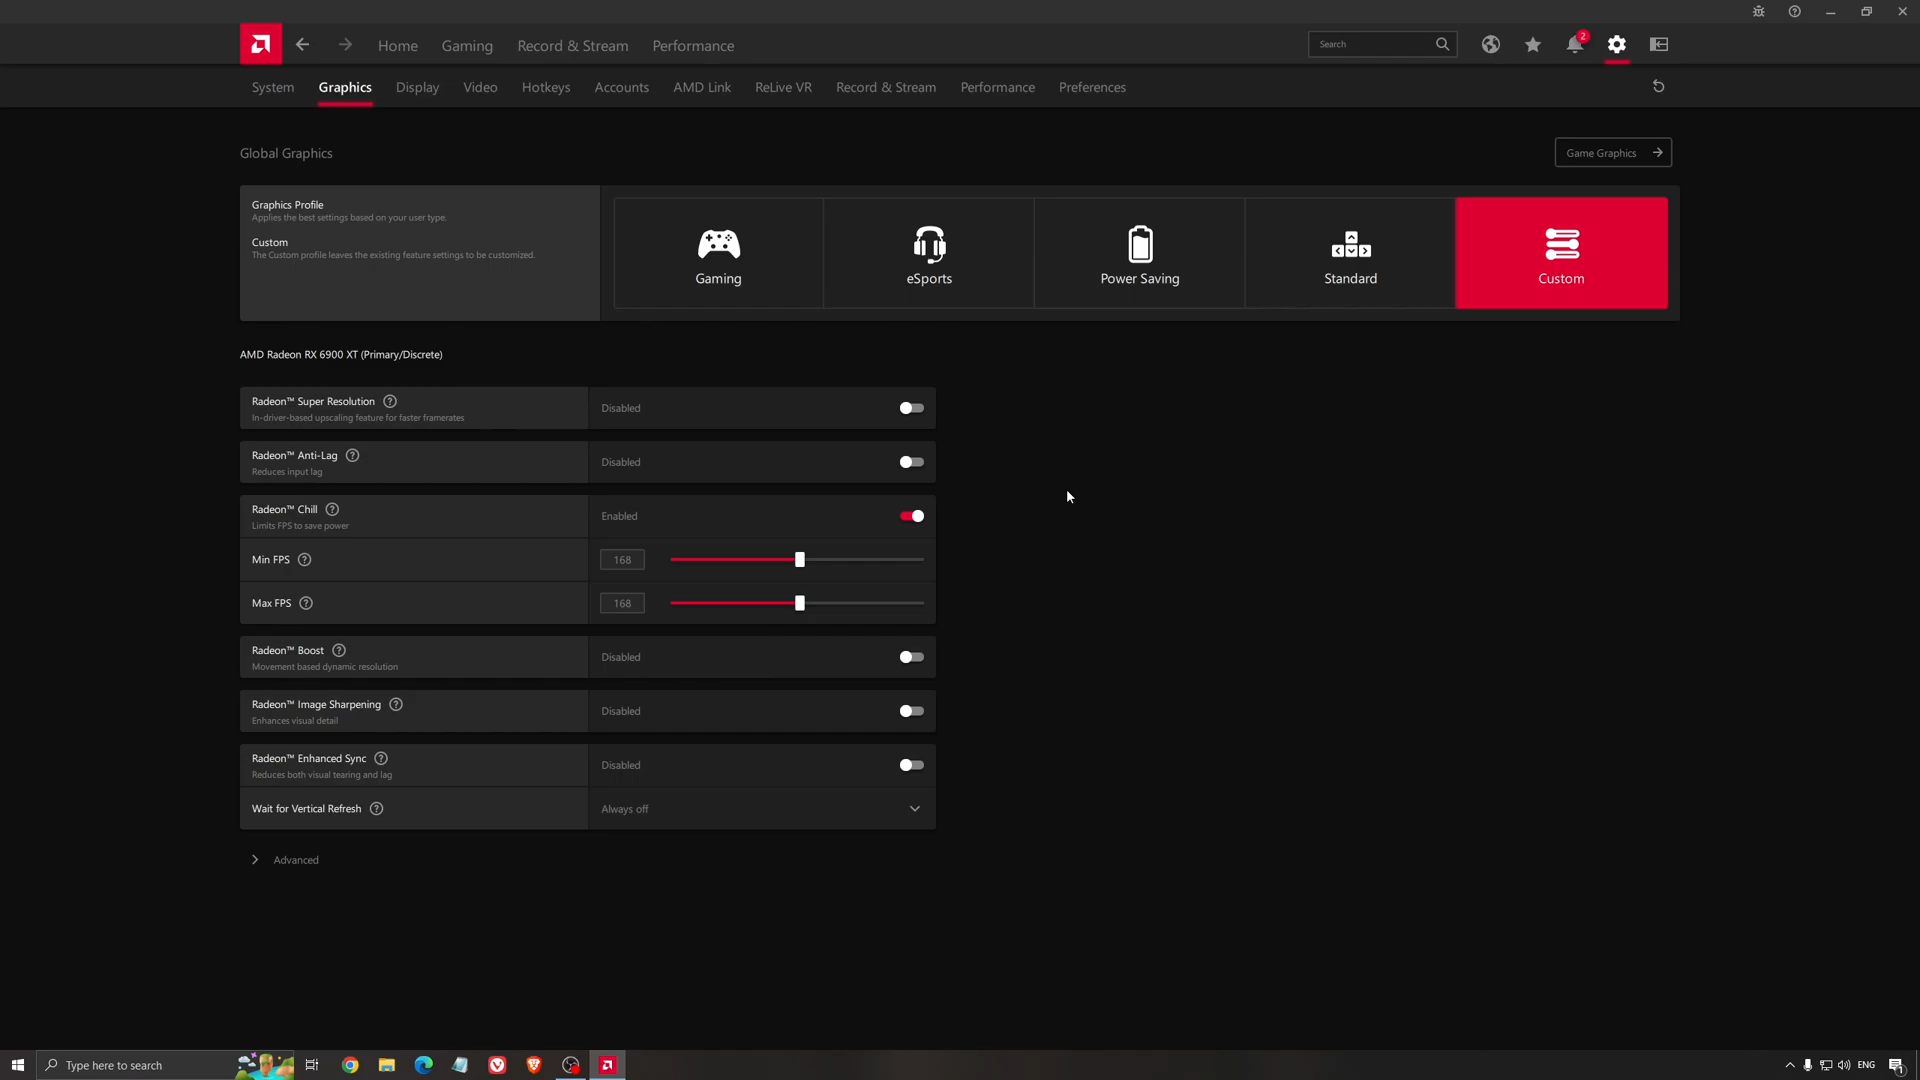 Home Gaming Record & Stream Performance Search 2
System Graphics Display Video Hotkeys Accounts AMD Link ReLive VR Record & Stream Performance Preferences
Global Graphics
Game Graphics
Graphics Profile
Applies the best settings based on your user type.
Custom
The Custom profile leaves the existing feature settings to be customized.
Gaming
eSports
Power Saving
Standard
Custom
AMD Radeon RX 6900 XT (Primary/Discrete)
Radeon™ Super Resolution
In-driver-based upscaling feature for faster framerates
Disabled
Radeon™ Anti-Lag
Reduces input lag
Disabled
Radeon™ Chill
Limits FPS to save power
Enabled
Min FPS
168
Max FPS
168
Radeon™ Boost
Movement based dynamic resolution
Disabled
Radeon™ Image Sharpening
Enhances visual detail
Disabled
Radeon™ Enhanced Sync
Reduces both visual tearing and lag
Disabled
Wait for Vertical Refresh
Always off
Advanced
Type here to search
ENG
1